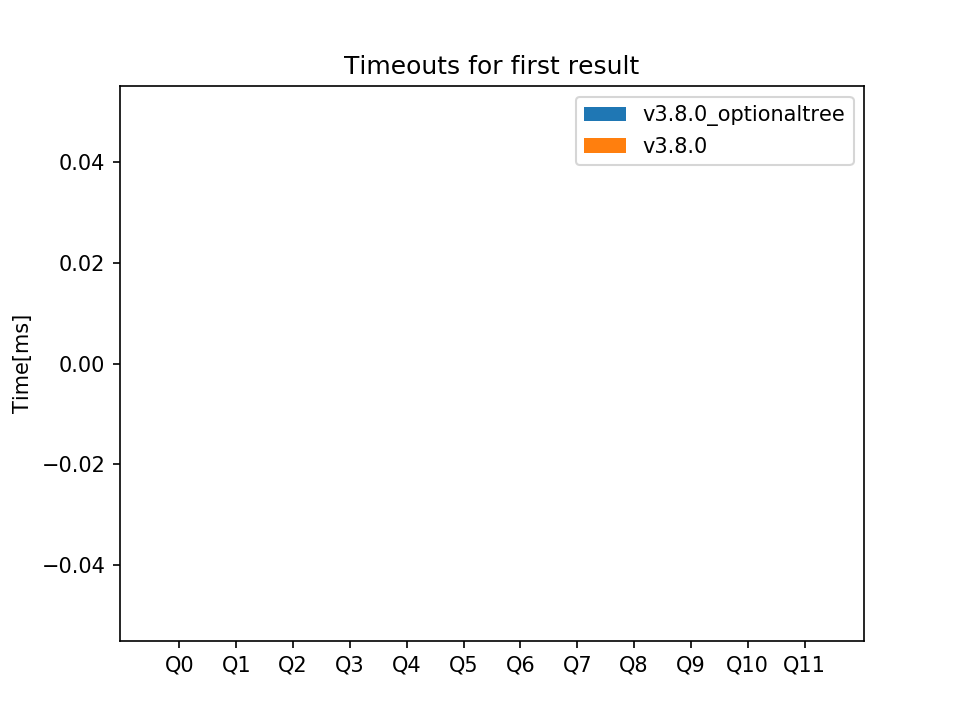 Timeouts for first result
v3.8.0_optionaltree
v3.8.0
0.04
0.02
0.00
−0.02
−0.04
Time[ms]
Q0 Q1 Q2 Q3 Q4 Q5 Q6 Q7 Q8 Q9 Q10 Q11